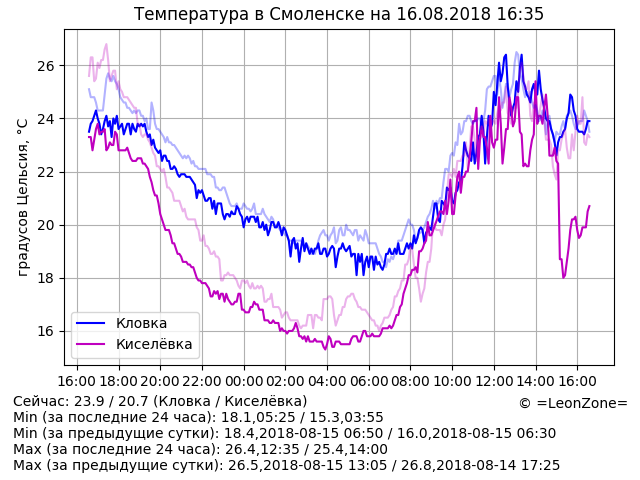 Температура в Смоленске на 16.08.2018 16:35
градусов Цельсия, °C
26
24
22
20
18
16
Кловка
Киселёвка
16:00 18:00 20:00 22:00 00:00 02:00 04:00 06:00 08:00 10:00 12:00 14:00 16:00
Сейчас: 23.9 / 20.7 (Кловка / Киселёвка)
© =LeonZone=
Min (за последние 24 часа): 18.1,05:25 / 15.3,03:55
Min (за предыдущие сутки): 18.4,2018-08-15 06:50 / 16.0,2018-08-15 06:30
Max (за последние 24 часа): 26.4,12:35 / 25.4,14:00
Max (за предыдущие сутки): 26.5,2018-08-15 13:05 / 26.8,2018-08-14 17:25